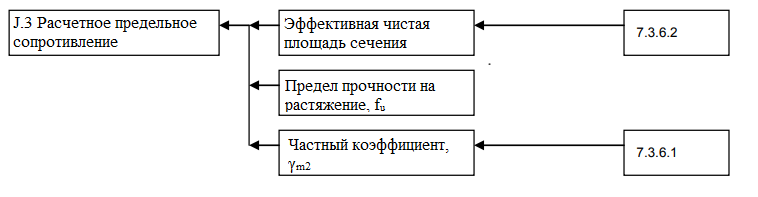 J.3 Расчетное предельное
сопротивление
Эффективная чистая
площадь сечения
7.3.6.2
Предел прочности на
растяжение, fu
Частный коэффициент,
γm2
7.3.6.1